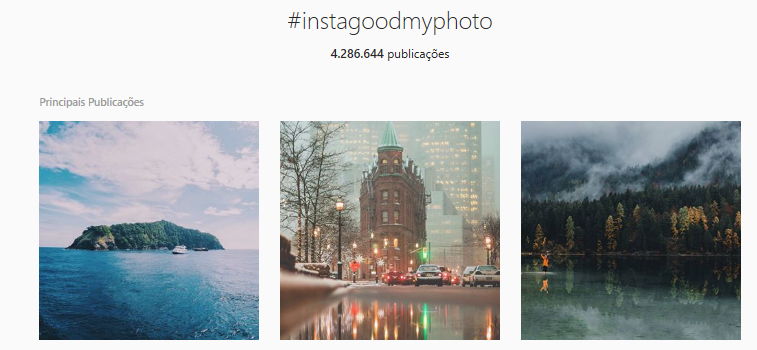 #instagoodmyphoto
4.286.644 publicações
Principais Publicações